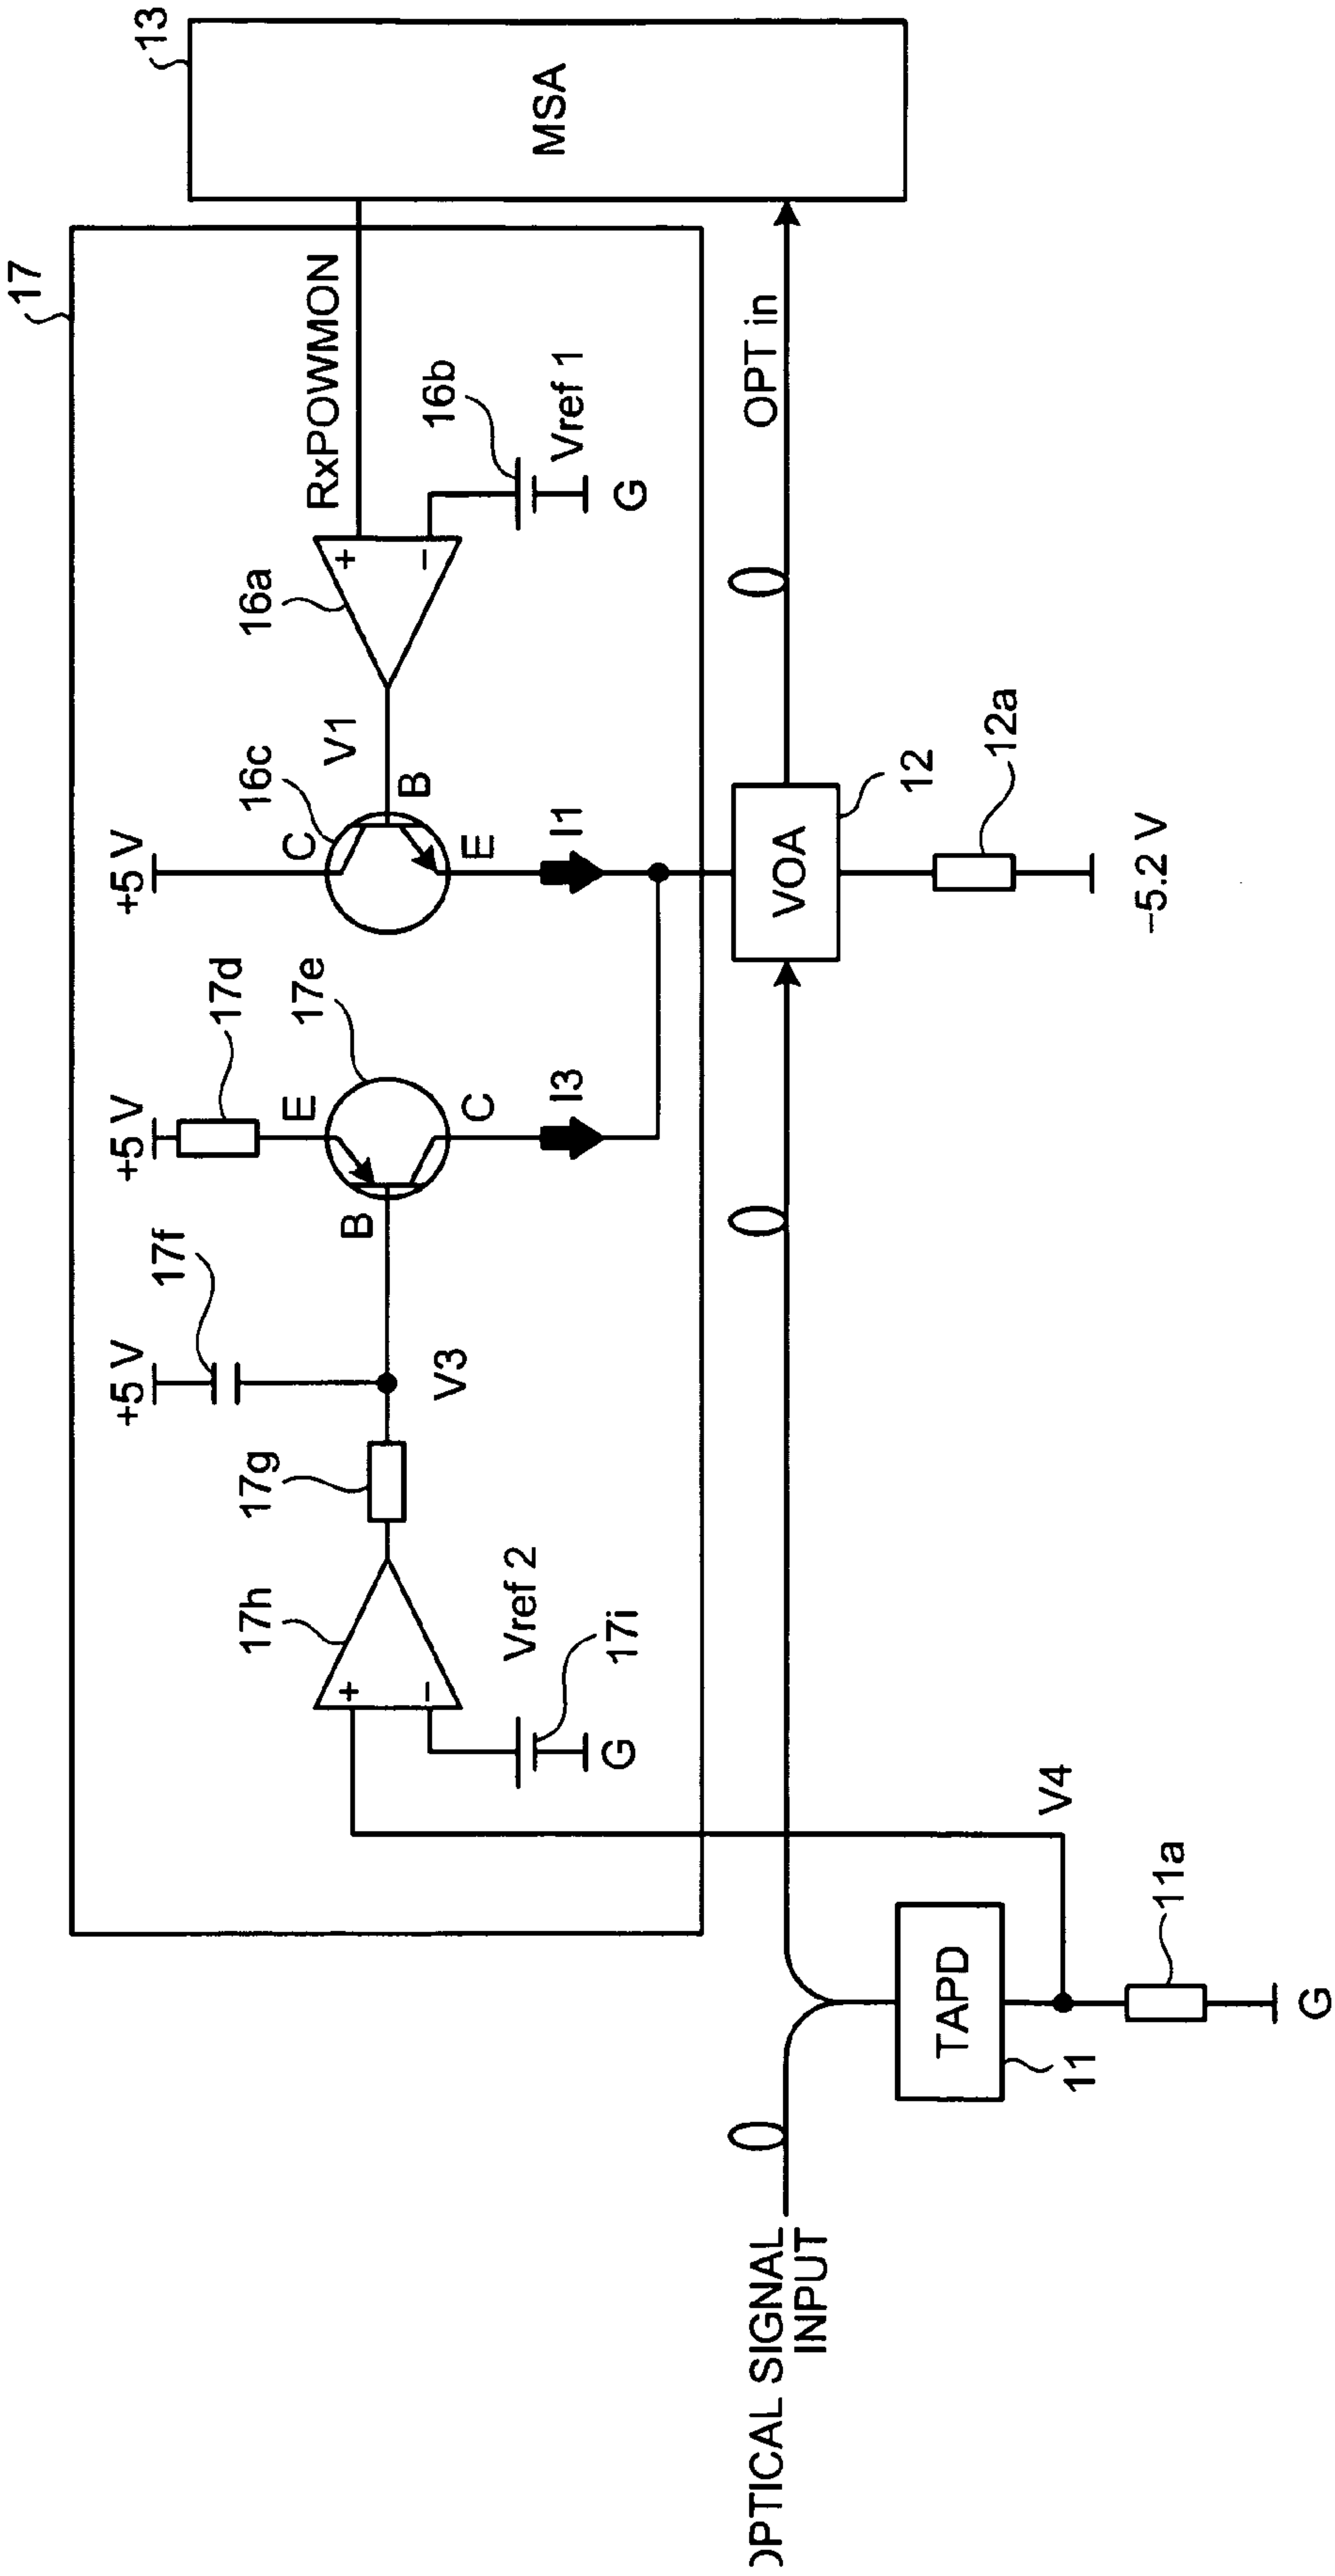 17
13
+5 V
+5 V
+5 V
17f
17d
16c
C
E
RxPOWMON
17h
17g
17e
V1
16a
MSA
+
B
B
+
−
−
V3
C
E
16b
Vref 2
I3
I1
Vref 1
G
17i
G
OPTICAL SIGNAL
INPUT
OPT in
VOA
12
TAPD
V4
12a
11
11a
−5.2 V
G